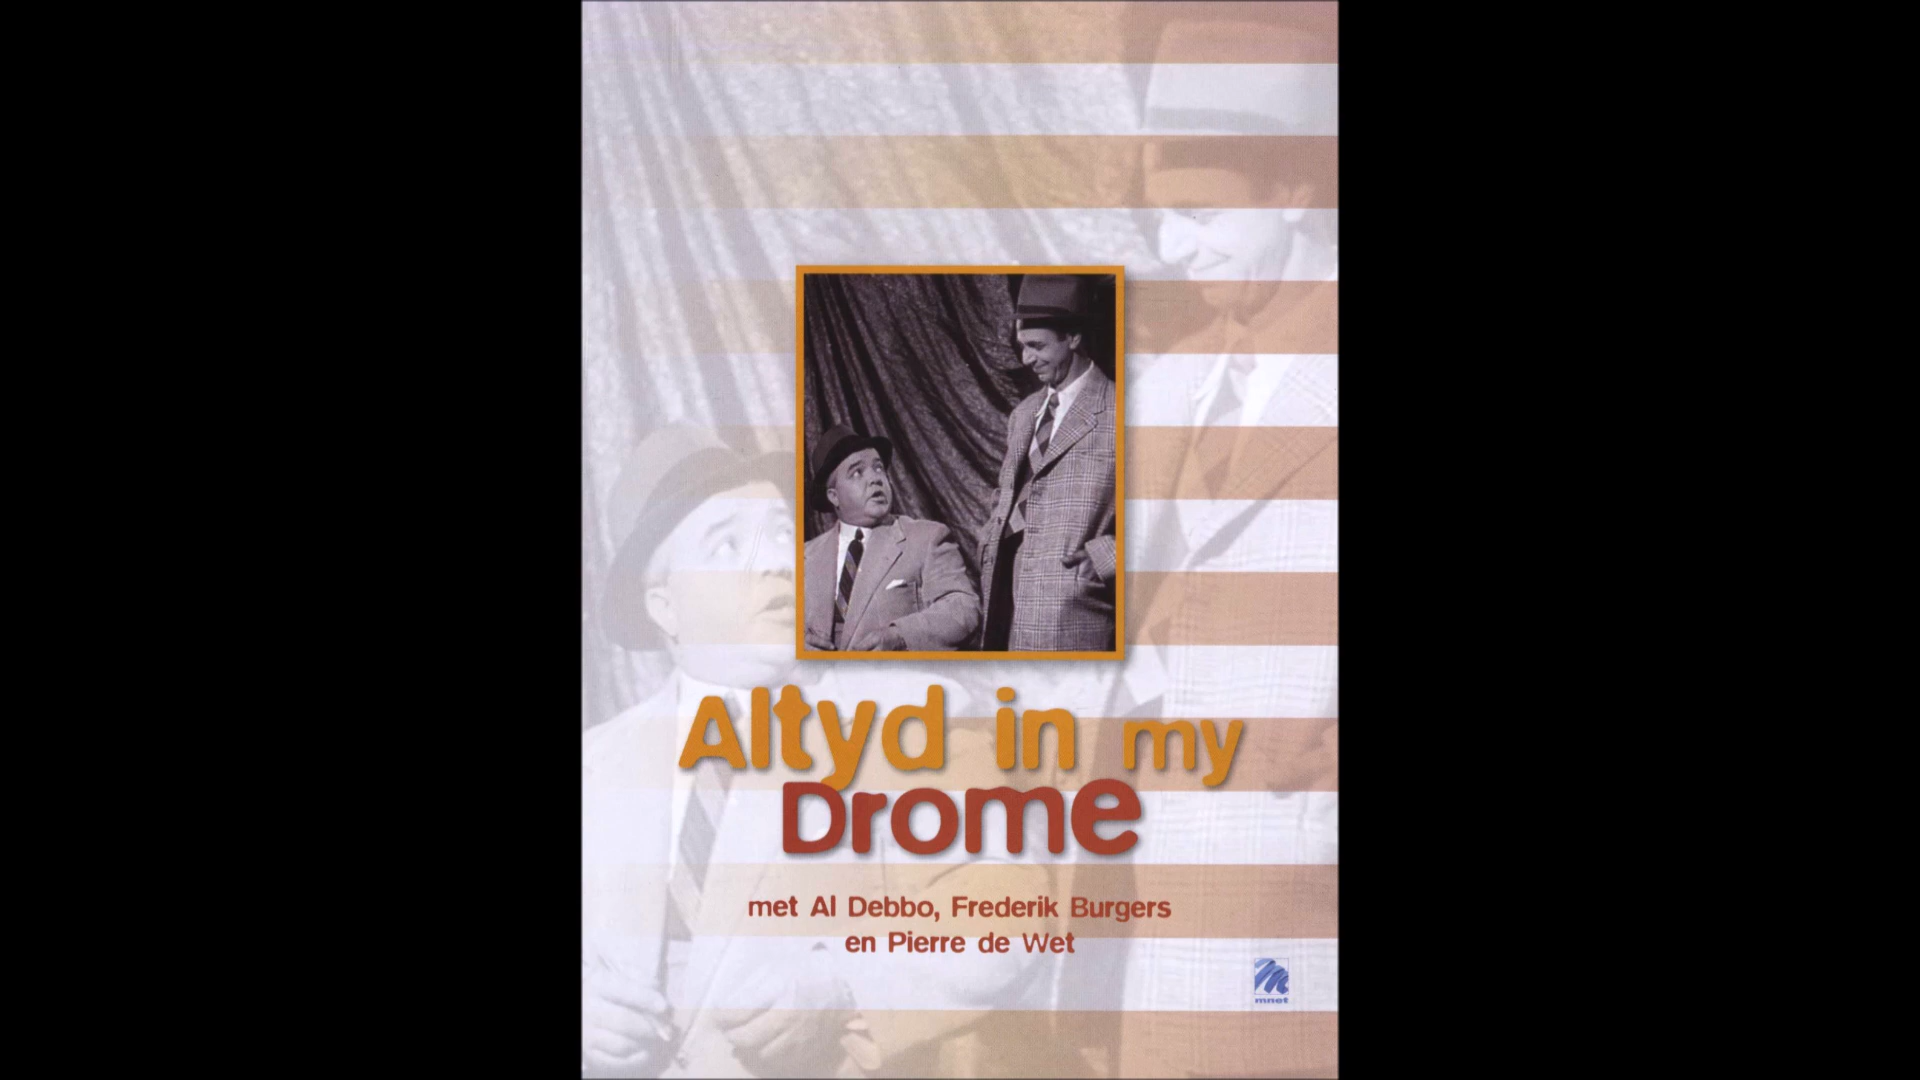 Altyd in my
Drome
met Al Debbo, Frederik Burgers
en Pierre de Wet
mnet